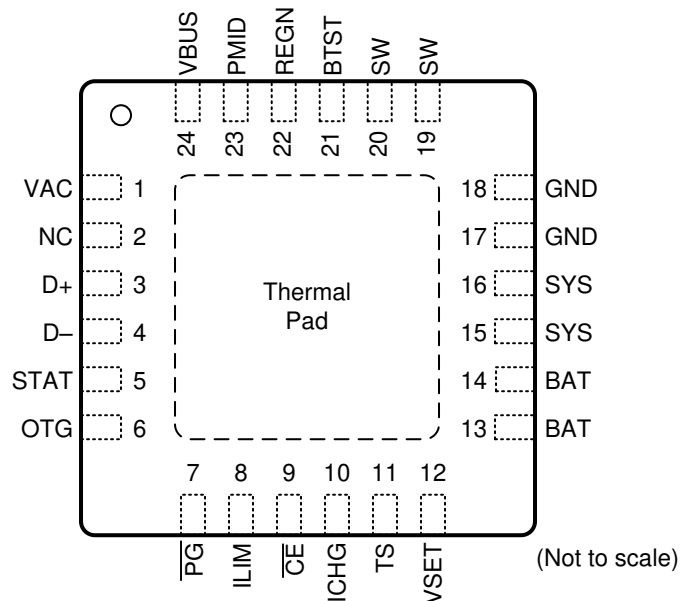 VBUS
PMID
REGN
BTST
SW
SW
24
23
22
21
20
19
VAC 1
NC 2
D+ 3
D– 4
STAT 5
OTG 6
Thermal
Pad
18 GND
17 GND
16 SYS
15 SYS
14 BAT
13 BAT
7
8
9
10
11
12
PG
ILIM
CE
ICHG
TS
VSET
(Not to scale)